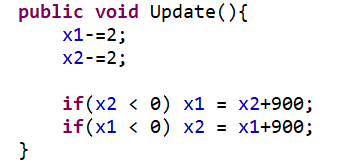 public void Update(){
    x1-=2;
    x2-=2;

    if(x2 < 0) x1 = x2+900;
    if(x1 < 0) x2 = x1+900;
}